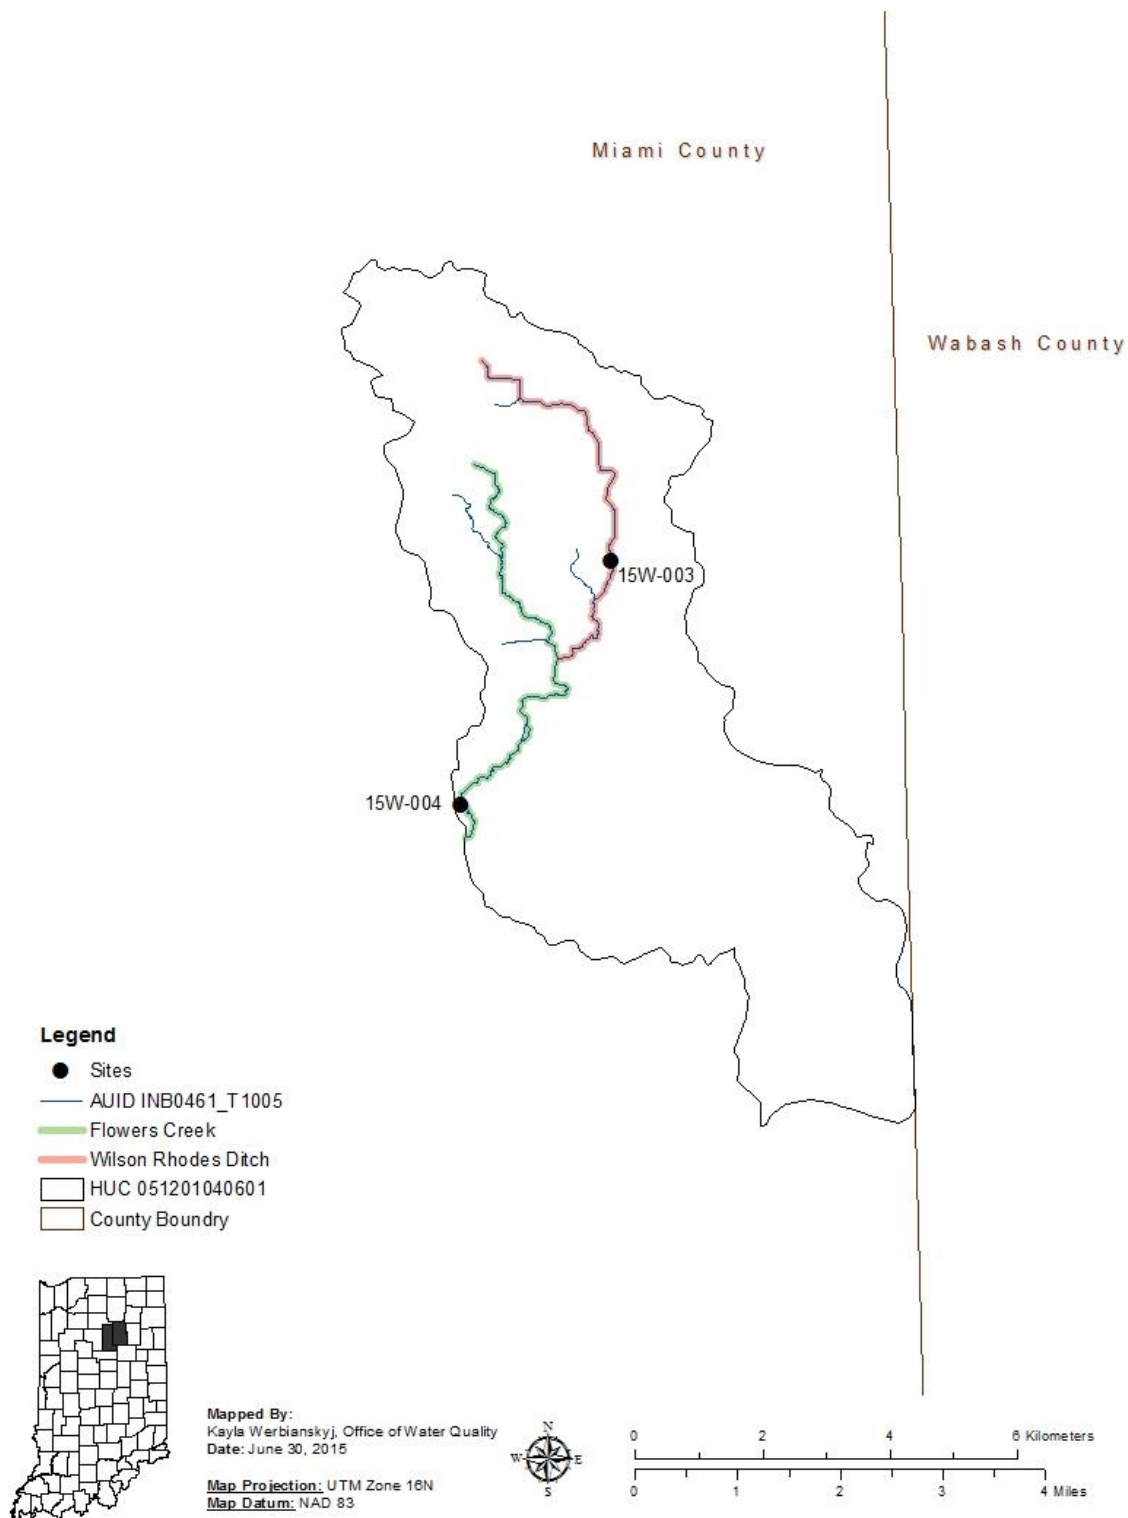 Miami County
Wabash County
15W-003
15W-004
Legend
Sites
AUID INB0461_T1005
Flowers Creek
Wilson Rhodes Ditch
HUC 051201040601
County Boundry
Mapped By:
Kayla Werbianskyj, Office of Water Quality
Date: June 30, 2015
Map Projection: UTM Zone 16N
Map Datum: NAD 83
N
W E
S
0 2 4 6 Kilometers
0 1 2 3 4 Miles